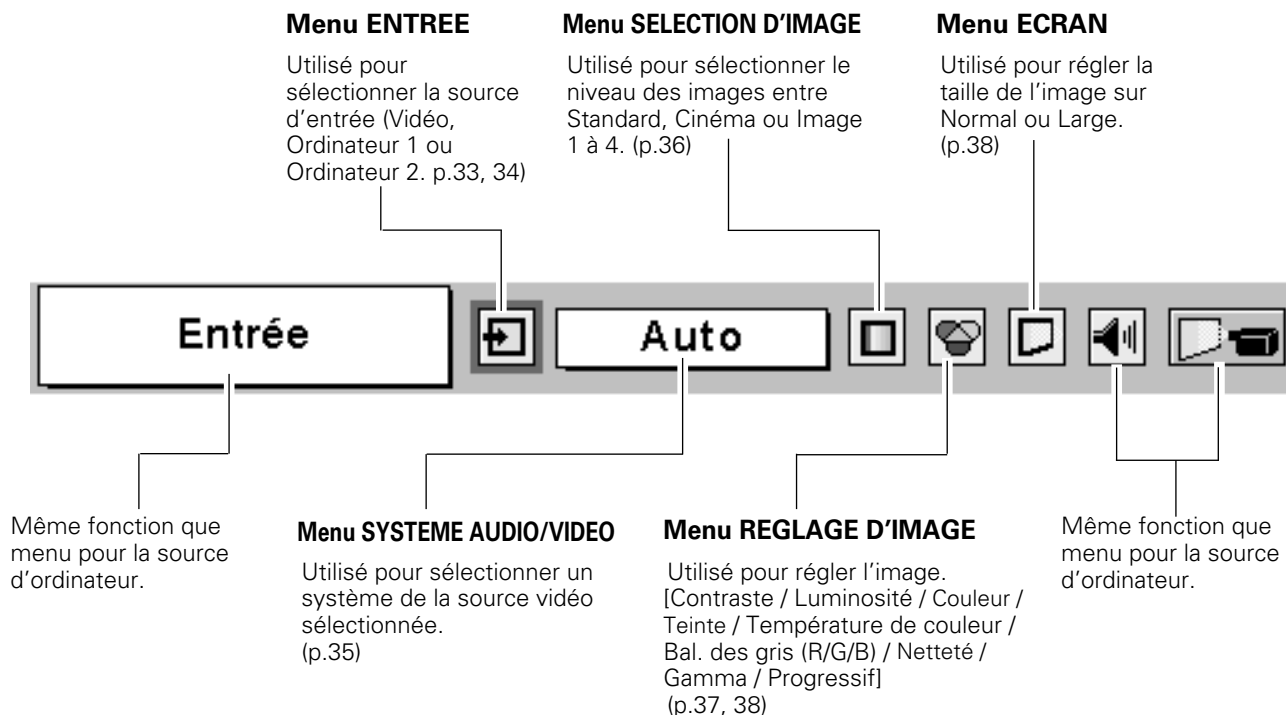 Menu ENTREE
Utilisé pour
sélectionner la source
d'entrée (Vidéo,
Ordinateur 1 ou
Ordinateur 2. p.33, 34)
Menu SELECTION D'IMAGE
Utilisé pour sélectionner le
niveau des images entre
Standard, Cinéma ou Image
1 à 4. (p.36)
Menu ECRAN
Utilisé pour régler la
taille de l'image sur
Normal ou Large.
(p.38)
Entrée
Auto
Même fonction que
menu pour la source
d'ordinateur.
Menu SYSTEME AUDIO/VIDEO
Utilisé pour sélectionner un
système de la source vidéo
sélectionnée.
(p.35)
Menu REGLAGE D'IMAGE
Utilisé pour régler l'image.
[Contraste / Luminosité / Couleur /
Teinte / Température de couleur /
Bal. des gris (R/G/B) / Netteté /
Gamma / Progressif]
(p.37, 38)
Même fonction que
menu pour la source
d'ordinateur.